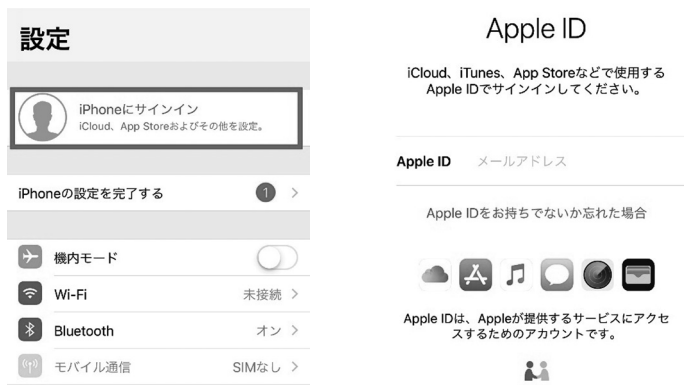 設定
iPhoneにサインイン
iCloud、App Storeおよびその他を設定。
iPhoneの設定を完了する 1
機内モード
Wi-Fi 未接続
Bluetooth オン
モバイル通信 SIMなし
Apple ID
iCloud、iTunes、App Storeなどで使用する
Apple IDでサインインしてください。
Apple ID メールアドレス
Apple IDをお持ちでないか忘れた場合
Apple IDは、Appleが提供するサービスにアクセ
スするためのアカウントです。